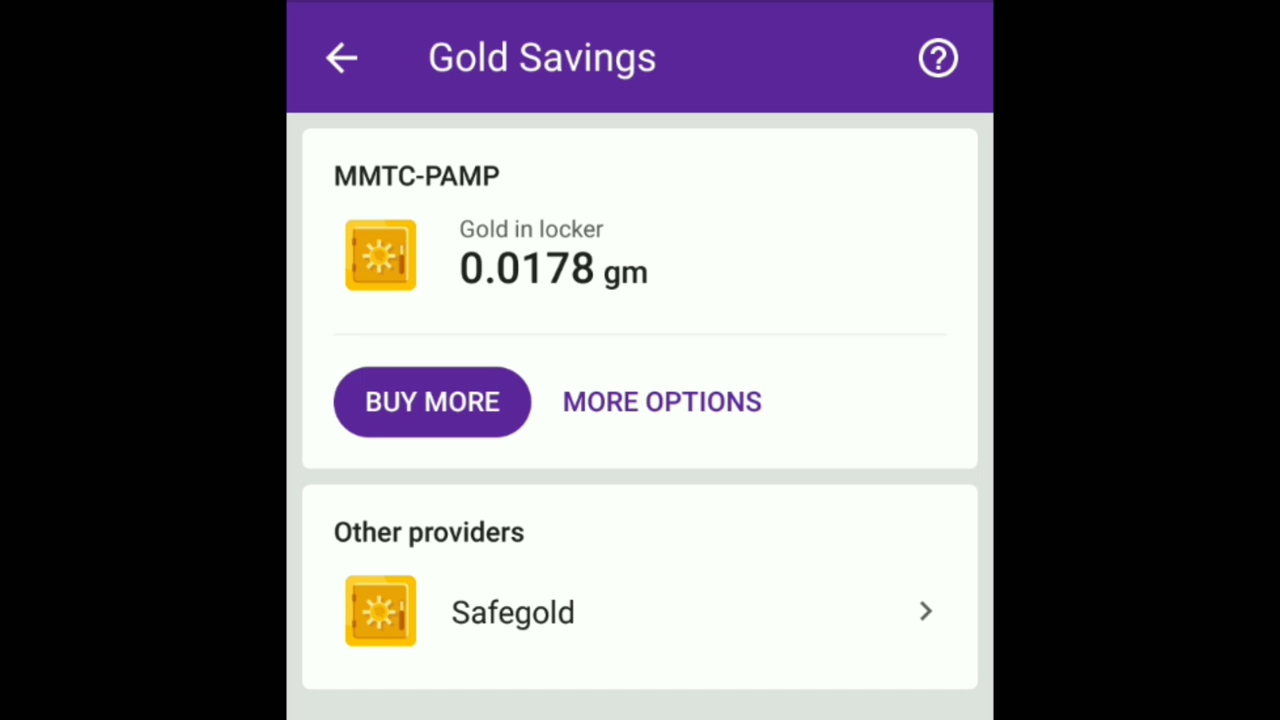 Gold Savings
MMTC-PAMP
Gold in locker
0.0178 gm
BUY MORE MORE OPTIONS
Other providers
Safegold